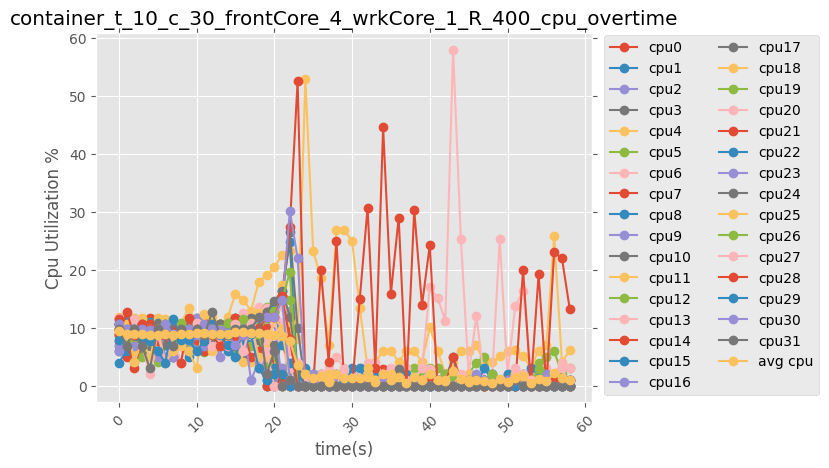 container_t_10_c_30_frontCore_4_wrkCore_1_R_400_cpu_overtime
Cpu Utilization %
60
50
40
30
20
10
0
0
10
20
30
40
50
60
time(s)
cpu0
cpu1
cpu2
cpu3
cpu4
cpu5
cpu6
cpu7
cpu8
cpu9
cpu10
cpu11
cpu12
cpu13
cpu14
cpu15
cpu16
cpu17
cpu18
cpu19
cpu20
cpu21
cpu22
cpu23
cpu24
cpu25
cpu26
cpu27
cpu28
cpu29
cpu30
cpu31
avg cpu